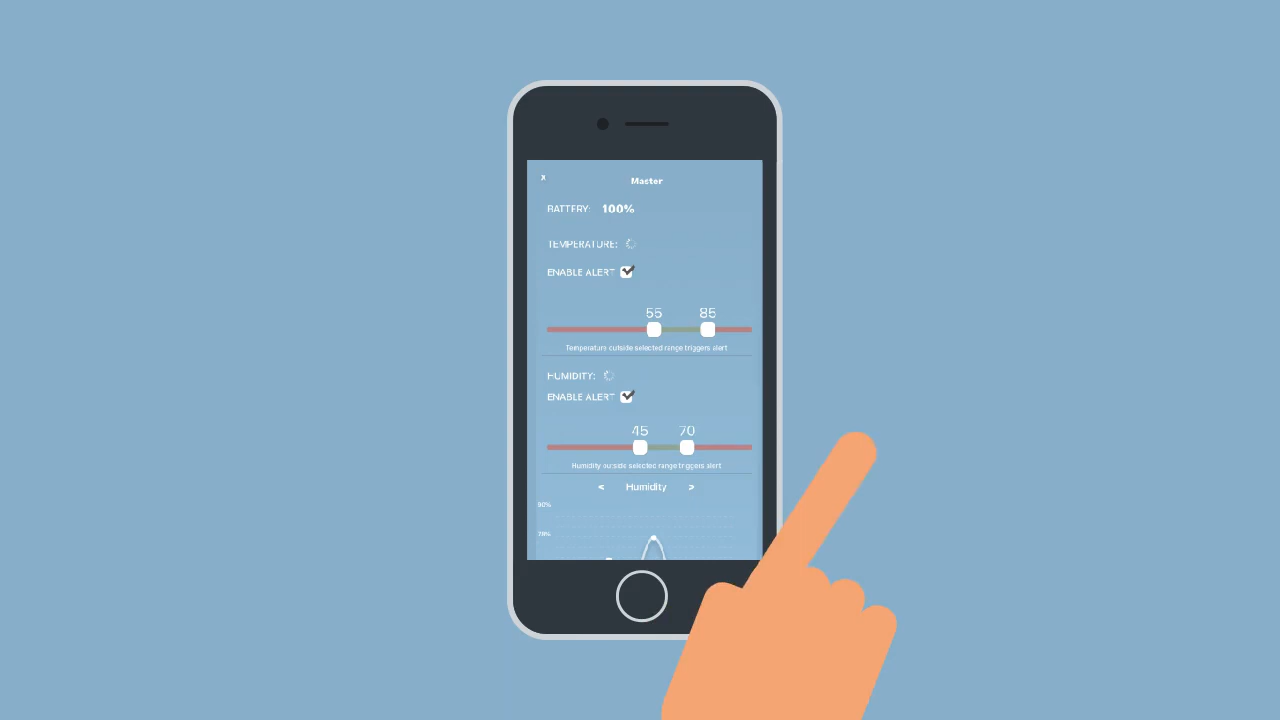 x
Master
BATTERY: 100%
TEMPERATURE:
ENABLE ALERT
55 85
Temperature outside selected range triggers alert
HUMIDITY:
ENABLE ALERT
45 70
Humidity outside selected range triggers alert
< Humidity >
90%
78%